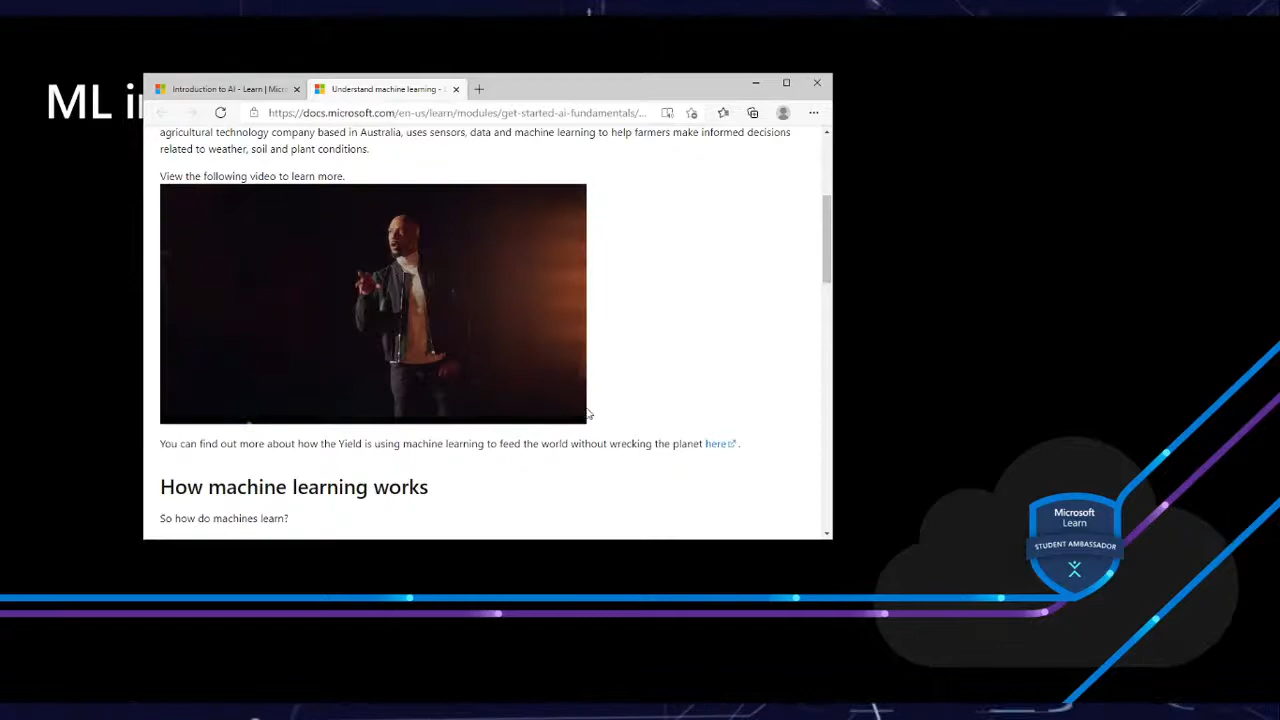 ML i
Introduction to AI - Learn | Micr
Understand machine learning -
https://docs.microsoft.com/en-us/learn/modules/get-started-ai-fundamentals/...
agricultural technology company based in Australia, uses sensors, data and machine learning to help farmers make informed decisions
related to weather, soil and plant conditions.
View the following video to learn more.
You can find out more about how the Yield is using machine learning to feed the world without wrecking the planet here .
How machine learning works
So how do machines learn?
Microsoft
Learn
STUDENT AMBASSADOR